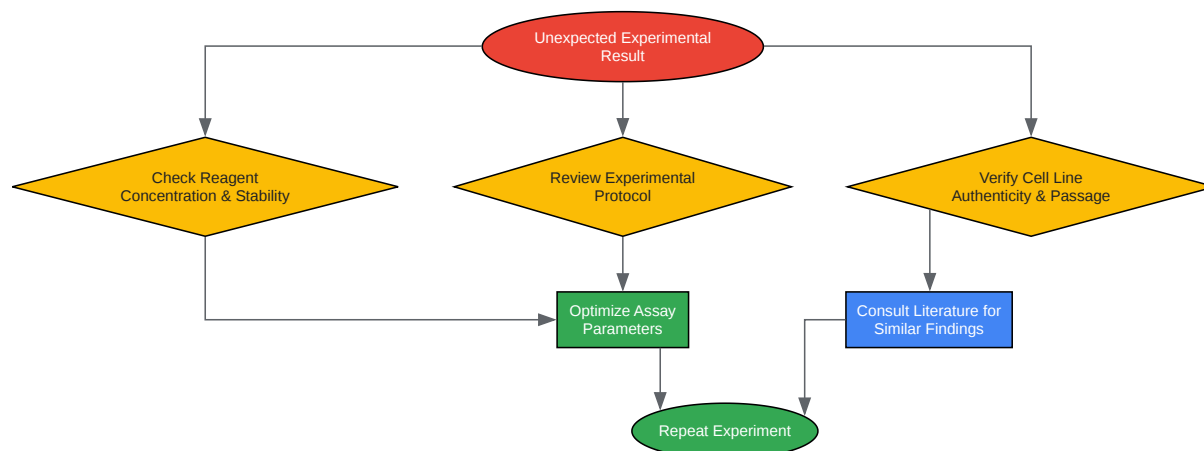 Unexpected Experimental
Result
Check Reagent
Concentration & Stability
Review Experimental
Protocol
Verify Cell Line
Authenticity & Passage
Optimize Assay
Parameters
Consult Literature for
Similar Findings
Repeat Experiment